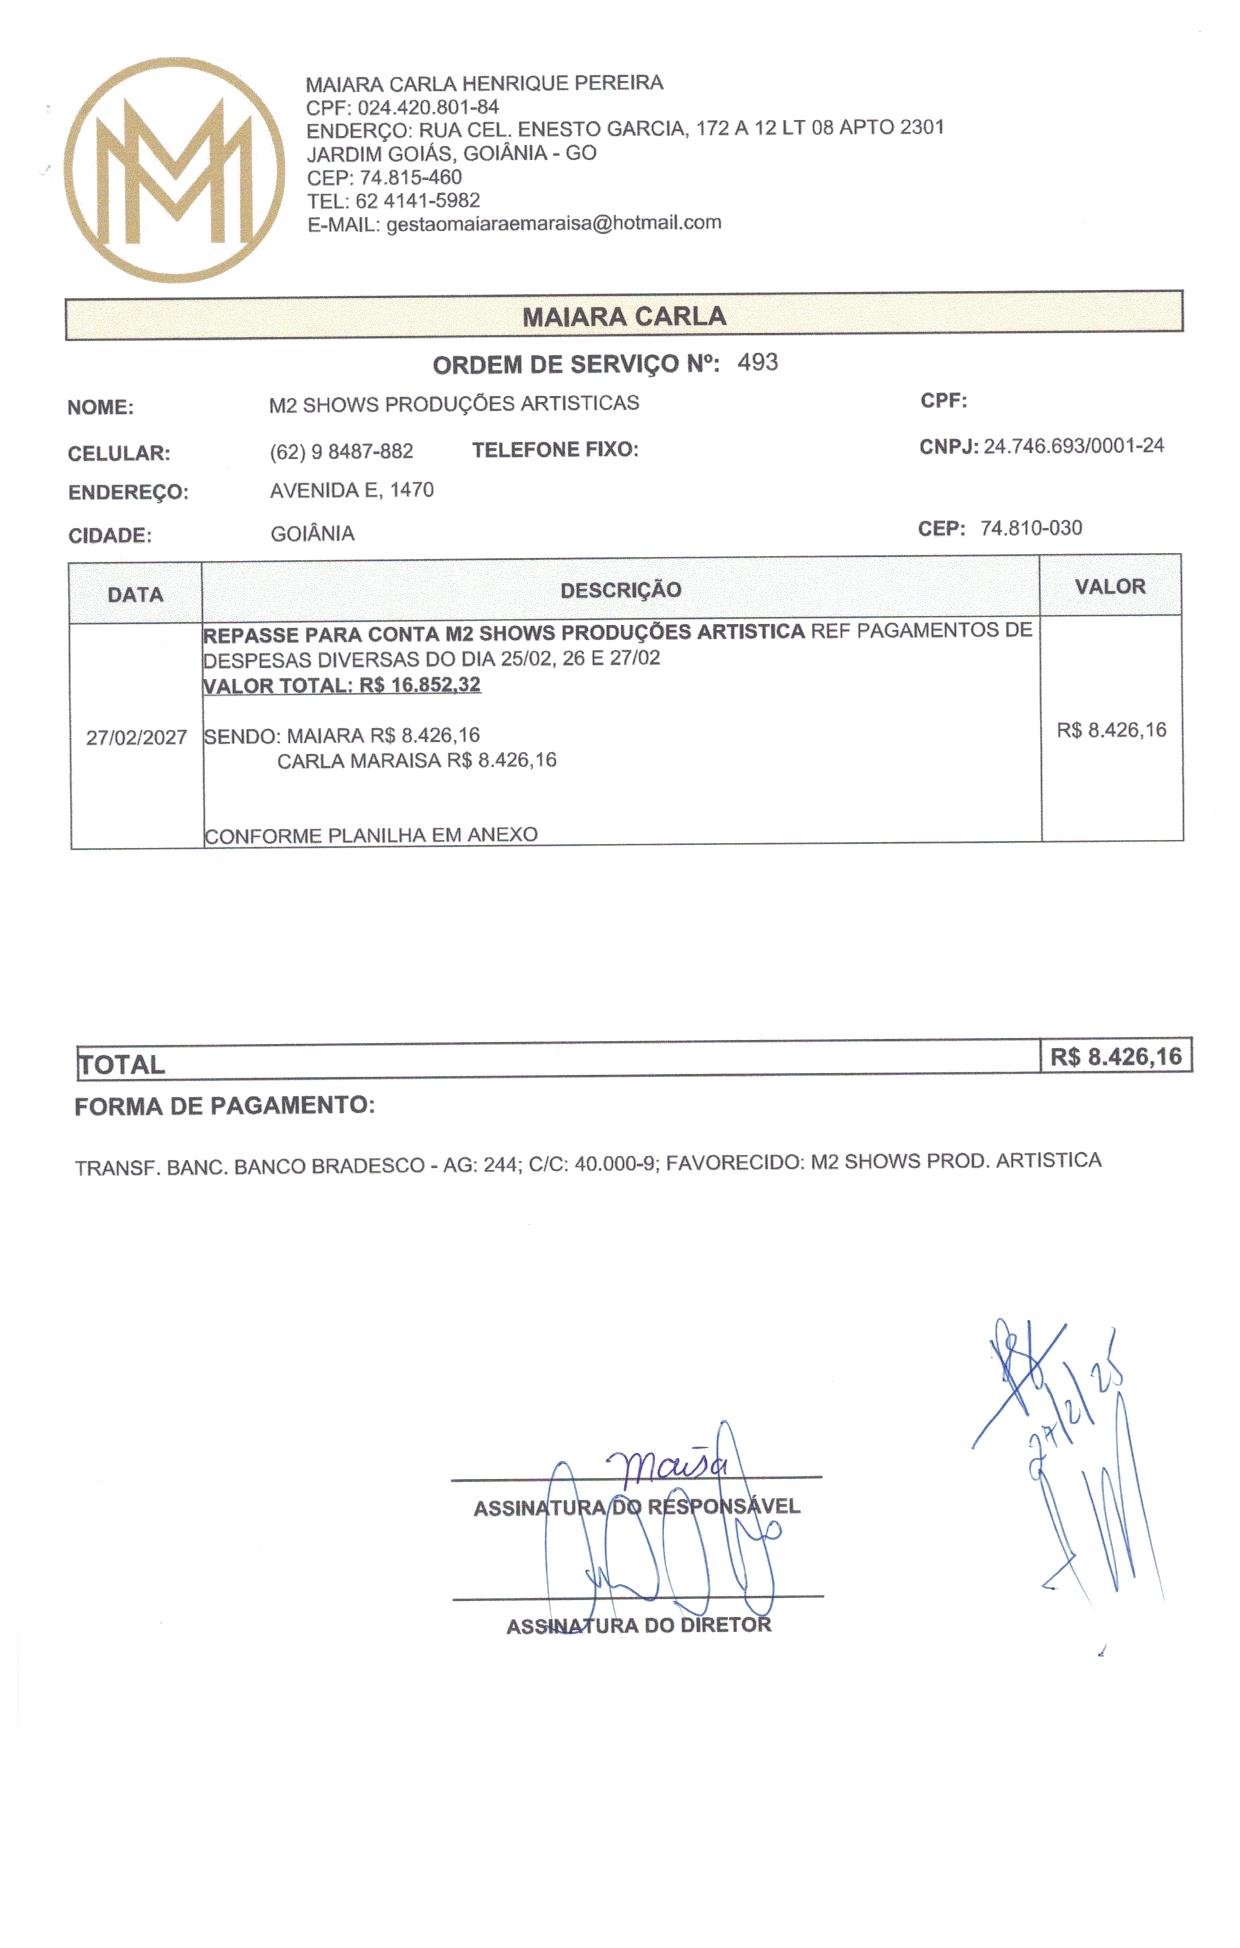 MAIARA CARLA HENRIQUE PEREIRA
CPF: 024.420.801-84
ENDERÇO: RUA CEL. ENESTO GARCIA, 172 A 12 LT 08 APTO 2301
JARDIM GOIÁS, GOIÂNIA - GO
CEP: 74.815-460
TEL: 62 4141-5982
E-MAIL: gestaomaiaraemaraisa@hotmail.com
MAIARA CARLA
ORDEM DE SERVIÇO Nº: 493
NOME: M2 SHOWS PRODUÇÕES ARTISTICAS CPF:
CELULAR: (62) 9 8487-882 TELEFONE FIXO: CNPJ: 24.746.693/0001-24
ENDEREÇO: AVENIDA E, 1470
CIDADE: GOIÂNIA CEP: 74.810-030
DATA DESCRIÇÃO VALOR
REPASSE PARA CONTA M2 SHOWS PRODUÇÕES ARTISTICA REF PAGAMENTOS DE
DESPESAS DIVERSAS DO DIA 25/02, 26 E 27/02
VALOR TOTAL: R$ 16.852,32
27/02/2027 SENDO: MAIARA R$ 8.426,16 R$ 8.426,16
CARLA MARAISA R$ 8.426,16
CONFORME PLANILHA EM ANEXO
TOTAL R$ 8.426,16
FORMA DE PAGAMENTO:
TRANSF. BANC. BANCO BRADESCO - AG: 244; C/C: 40.000-9; FAVORECIDO: M2 SHOWS PROD. ARTISTICA
27/2/25
Maisa
ASSINATURA DO RESPONSÁVEL
ASSINATURA DO DIRETOR